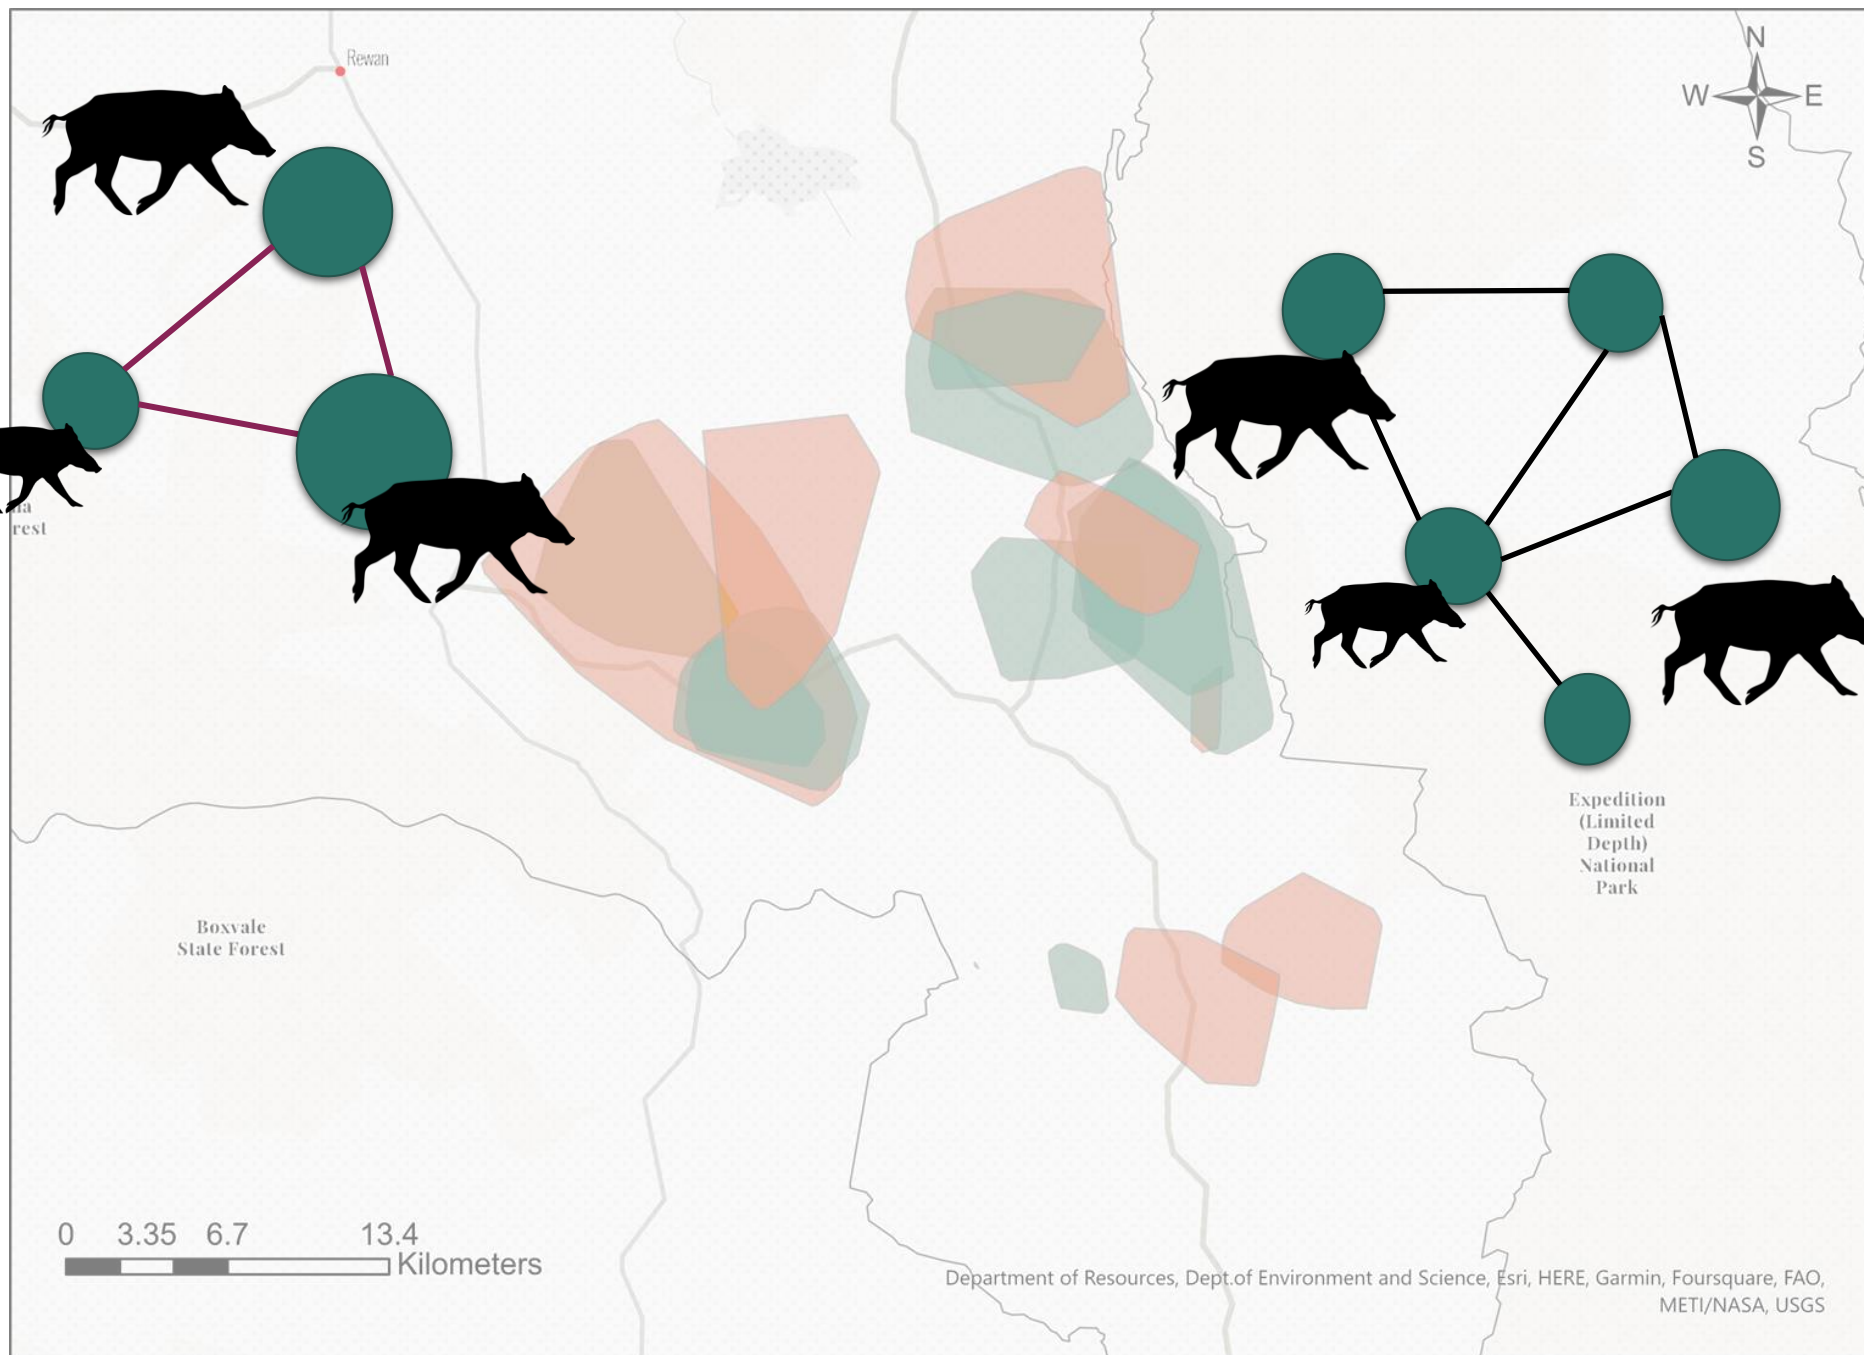 Rewan
N
W E
S
rest
Expedition
(Limited
Depth)
National
Park
Boxvale
State Forest
0 3.35 6.7 13.4
Kilometers
Department of Resources, Dept.of Environment and Science, Esri, HERE, Garmin, Foursquare, FAO,
METI/NASA, USGS